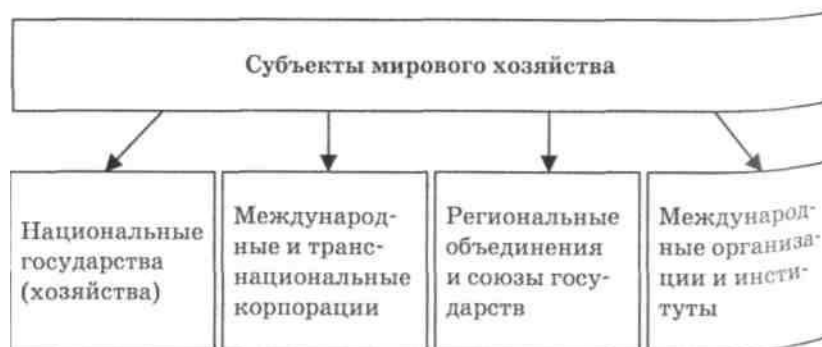 Субъекты мирового хозяйства
Национальные
государства
(хозяйства)
Международ-
ные и транс-
национальные
корпорации
Региональные
объединения
и союзы госу-
дарств
Международ-
ные организа-
ции и инсти-
туты